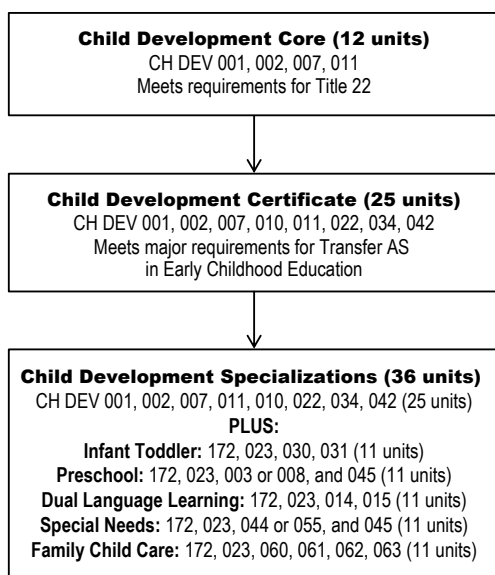 Child Development Core (12 units)
CH DEV 001, 002, 007, 011
Meets requirements for Title 22
Child Development Certificate (25 units)
CH DEV 001, 002, 007, 010, 011, 022, 034, 042
Meets major requirements for Transfer AS
in Early Childhood Education
Child Development Specializations (36 units)
CH DEV 001, 002, 007, 011, 010, 022, 034, 042 (25 units)
PLUS:
Infant Toddler: 172, 023, 030, 031 (11 units)
Preschool: 172, 023, 003 or 008, and 045 (11 units)
Dual Language Learning: 172, 023, 014, 015 (11 units)
Special Needs: 172, 023, 044 or 055, and 045 (11 units)
Family Child Care: 172, 023, 060, 061, 062, 063 (11 units)